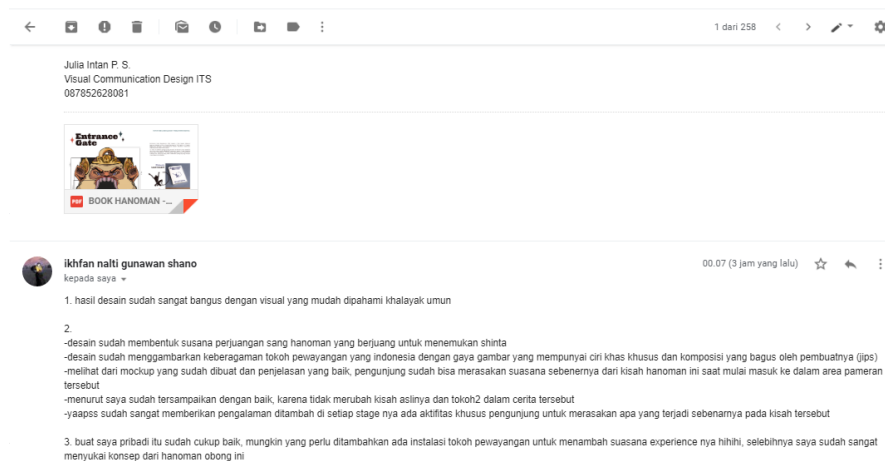 1 dari 258
Julia Intan P. S.
Visual Communication Design ITS
087852628081
Entrance
Gate
PDF BOOK HANOMAN -...
ikhfan nalti gunawan shano
00.07 (3 jam yang lalu)
kepada saya
1. hasil desain sudah sangat bangus dengan visual yang mudah dipahami khalayak umun
2.
-desain sudah membentuk susana perjuangan sang hanoman yang berjuang untuk menemukan shinta
-desain sudah menggambarkan keberagaman tokoh pewayangan yang indonesia dengan gaya gambar yang mempunyai ciri khas khusus dan komposisi yang bagus oleh pembuatnya (jips)
-melihat dari mockup yang sudah dibuat dan penjelasan yang baik, pengunjung sudah bisa merasakan suasana sebenernya dari kisah hanoman ini saat mulai masuk ke dalam area pameran
tersebut
-menurut saya sudah tersampaikan dengan baik, karena tidak merubah kisah aslinya dan tokoh2 dalam cerita tersebut
-yaapss sudah sangat memberikan pengalaman ditambah di setiap stage nya ada aktifitas khusus pengunjung untuk merasakan apa yang terjadi sebenarnya pada kisah tersebut
3. buat saya pribadi itu sudah cukup baik, mungkin yang perlu ditambahkan ada instalasi tokoh pewayangan untuk menambah suasana experience nya hihihi, selebihnya saya sudah sangat
menyukai konsep dari hanoman obong ini